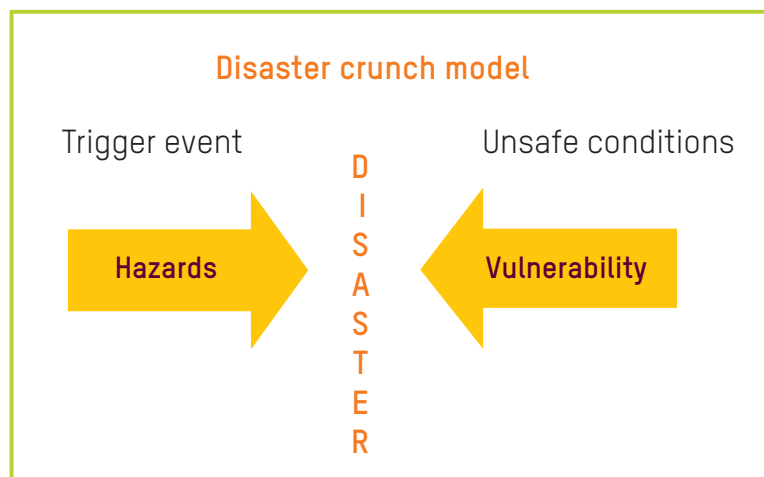 Disaster crunch model
Trigger event
Unsafe conditions
D
I
S
A
S
T
E
R
Hazards
Vulnerability